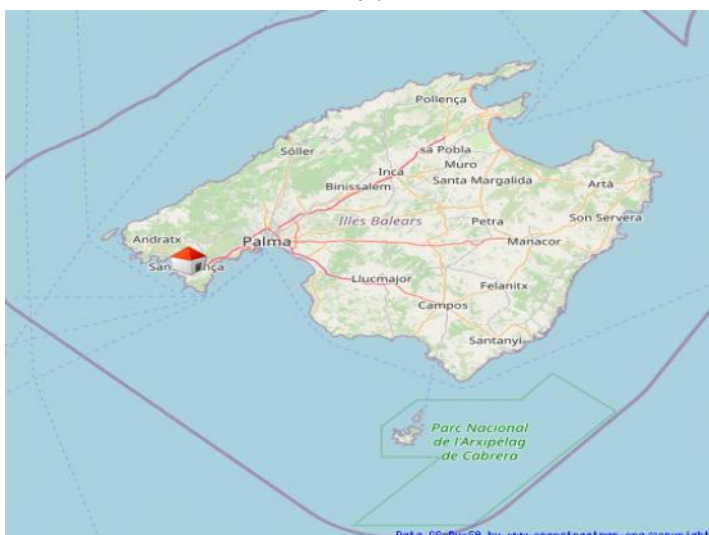 Pollença
Sóller
sa Pobla
Inca
Muro
Binissalem
Santa Margalida
Artà
Illes Balears
Petra
Son Servera
Andratx
Palma
Manacor
Llucmajor
Felanitx
Campos
Santanyí
Parc Nacional
de l'Arxipèlag
de Cabrera